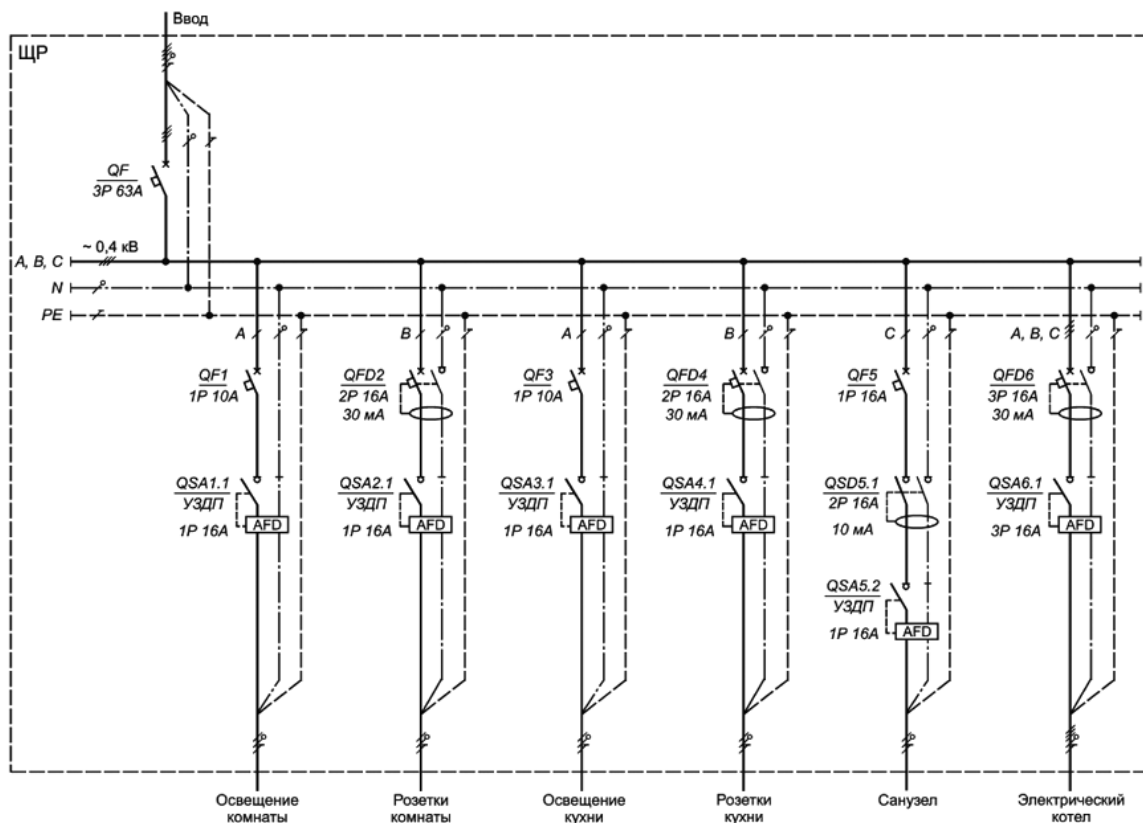 Ввод
ЩР
QF
3P 63A
~ 0,4 кВ
A, B, C
N
PE
A
B
A
B
C
A, B, C
QF1
1P 10A
QFD2
2P 16A
30 мА
QF3
1P 10A
QFD4
2P 16A
30 мА
QF5
1P 16A
QFD6
3P 16A
30 мА
QSA1.1
УЗДП
1P 16A
AFD
QSA2.1
УЗДП
1P 16A
AFD
QSA3.1
УЗДП
1P 16A
AFD
QSA4.1
УЗДП
1P 16A
AFD
QSD5.1
2P 16A
10 мА
QSA6.1
УЗДП
3P 16A
AFD
QSA5.2
УЗДП
1P 16A
AFD
Освещение
комнаты
Розетки
комнаты
Освещение
кухни
Розетки
кухни
Санузел
Электрический
котел